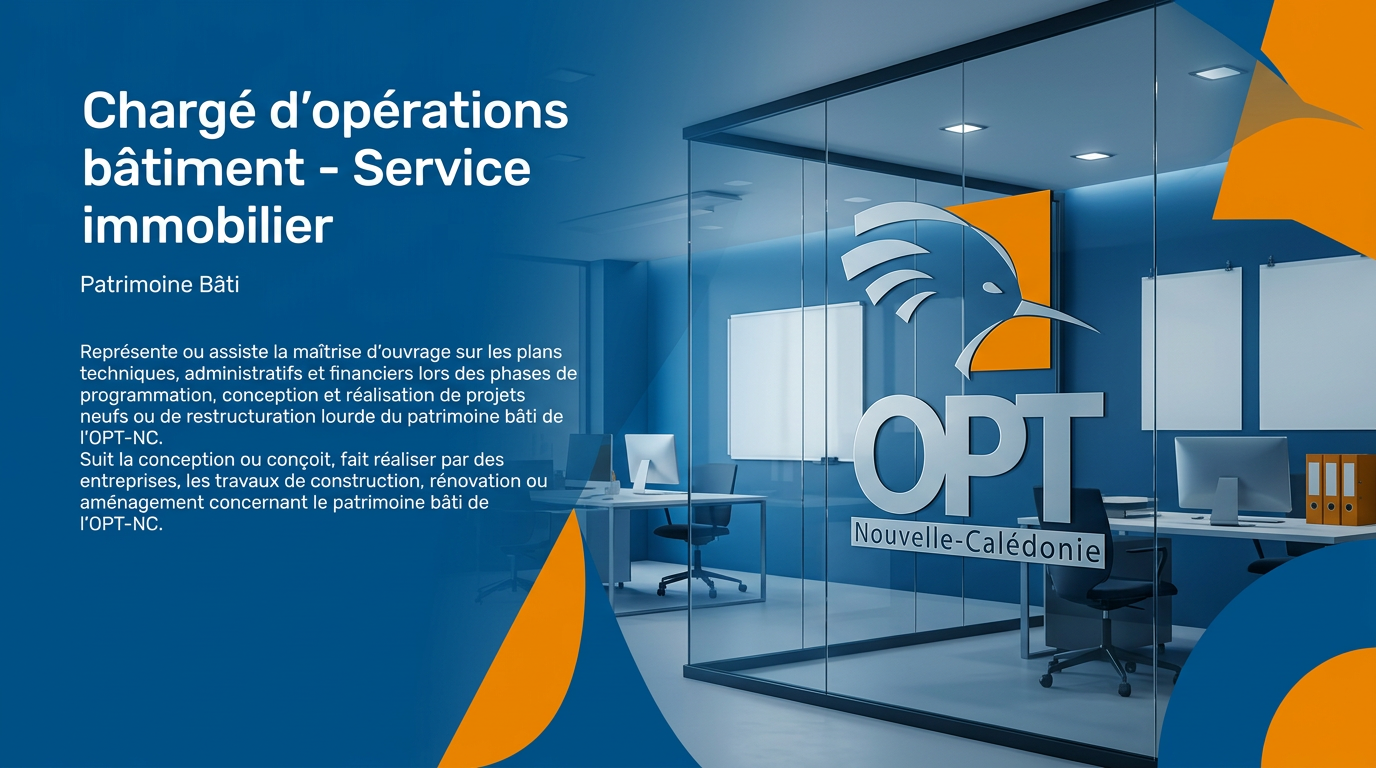 Chargé d’opérations
bâtiment - Service
immobilier
Patrimoine Bâti
Représente ou assiste la maîtrise d’ouvrage sur les plans
techniques, administratifs et financiers lors des phases de
programmation, conception et réalisation de projets
neufs ou de restructuration lourde du patrimoine bâti de
l’OPT-NC.
Suit la conception ou conçoit, fait réaliser par des
entreprises, les travaux de construction, rénovation ou
aménagement concernant le patrimoine bâti de
l’OPT-NC.
OPT
Nouvelle-Calédonie